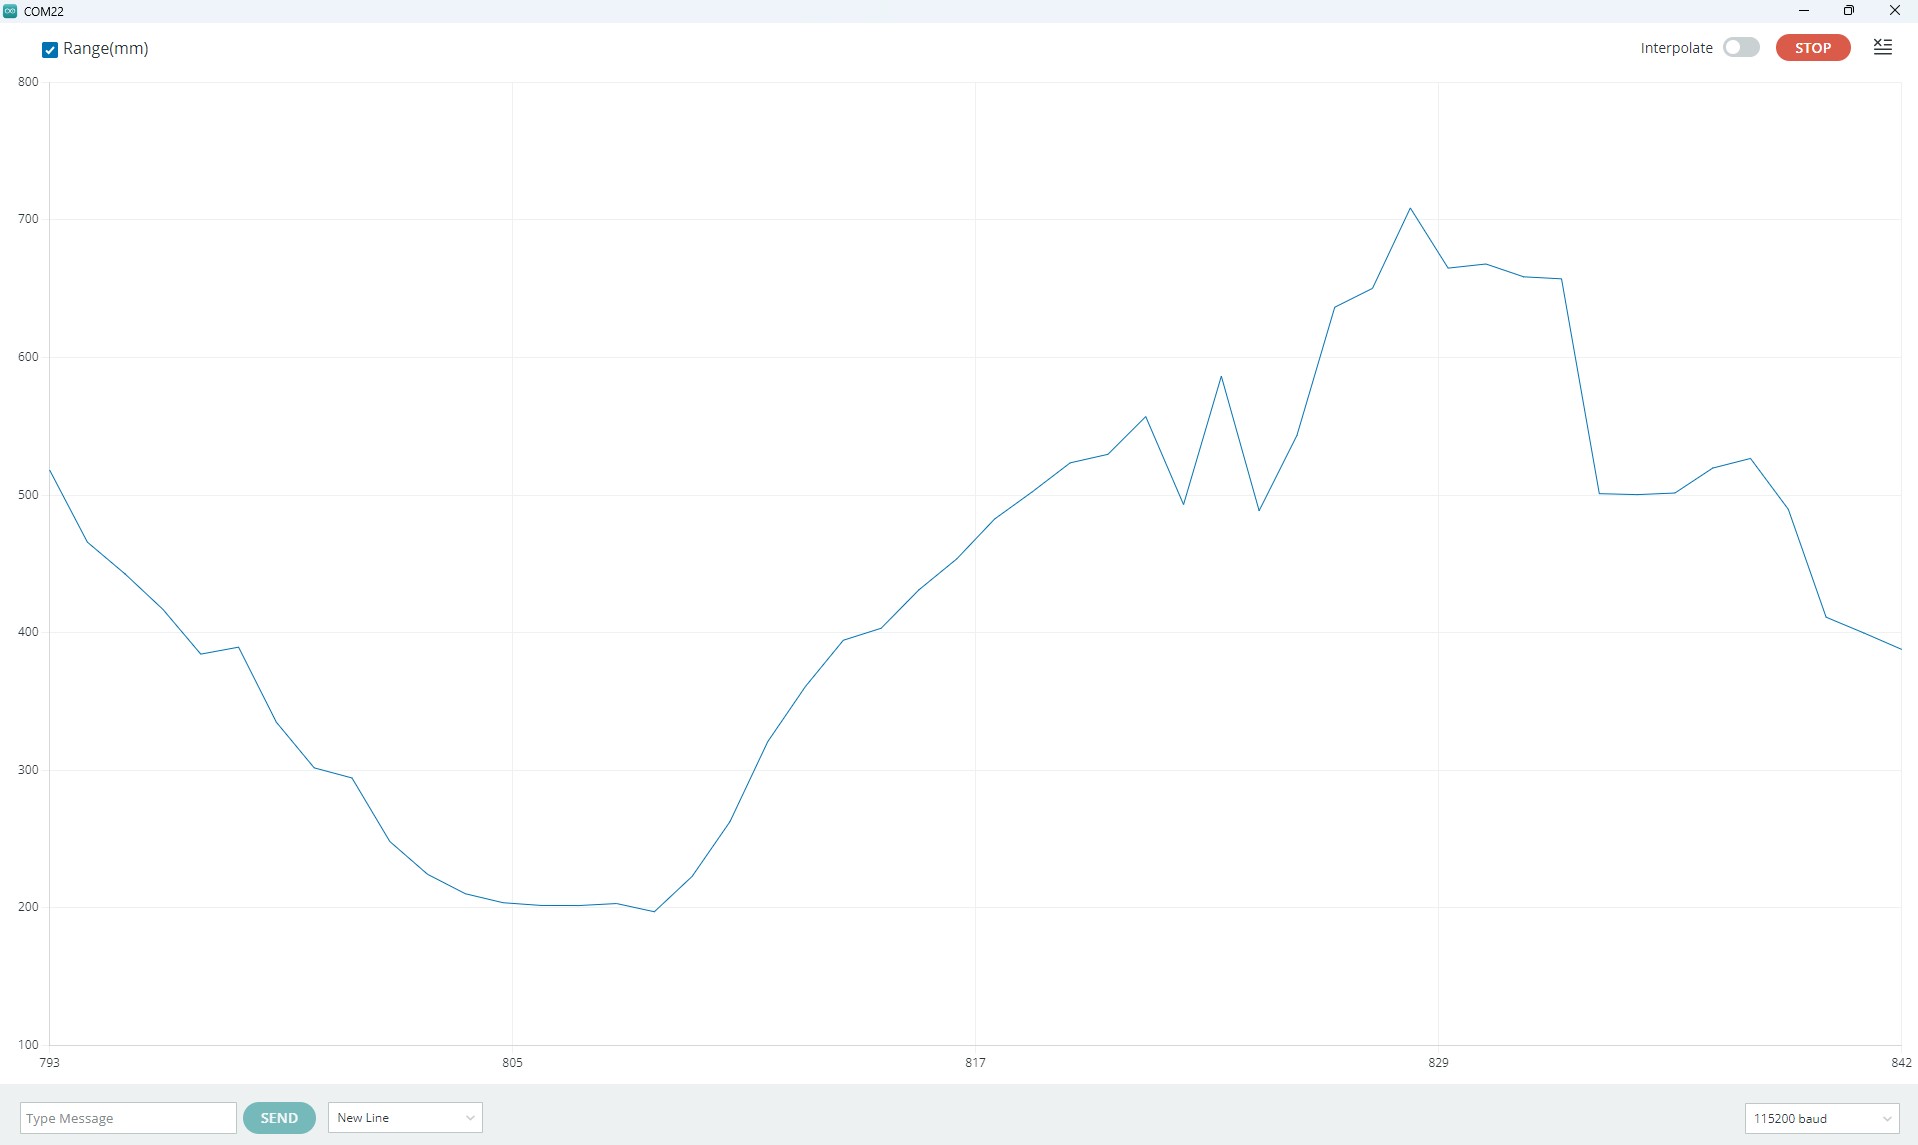 COM22
Range(mm)
Interpolate STOP
800
700
600
500
400
300
200
100
793 805 817 829 842
Type Message SEND New Line 115200 baud